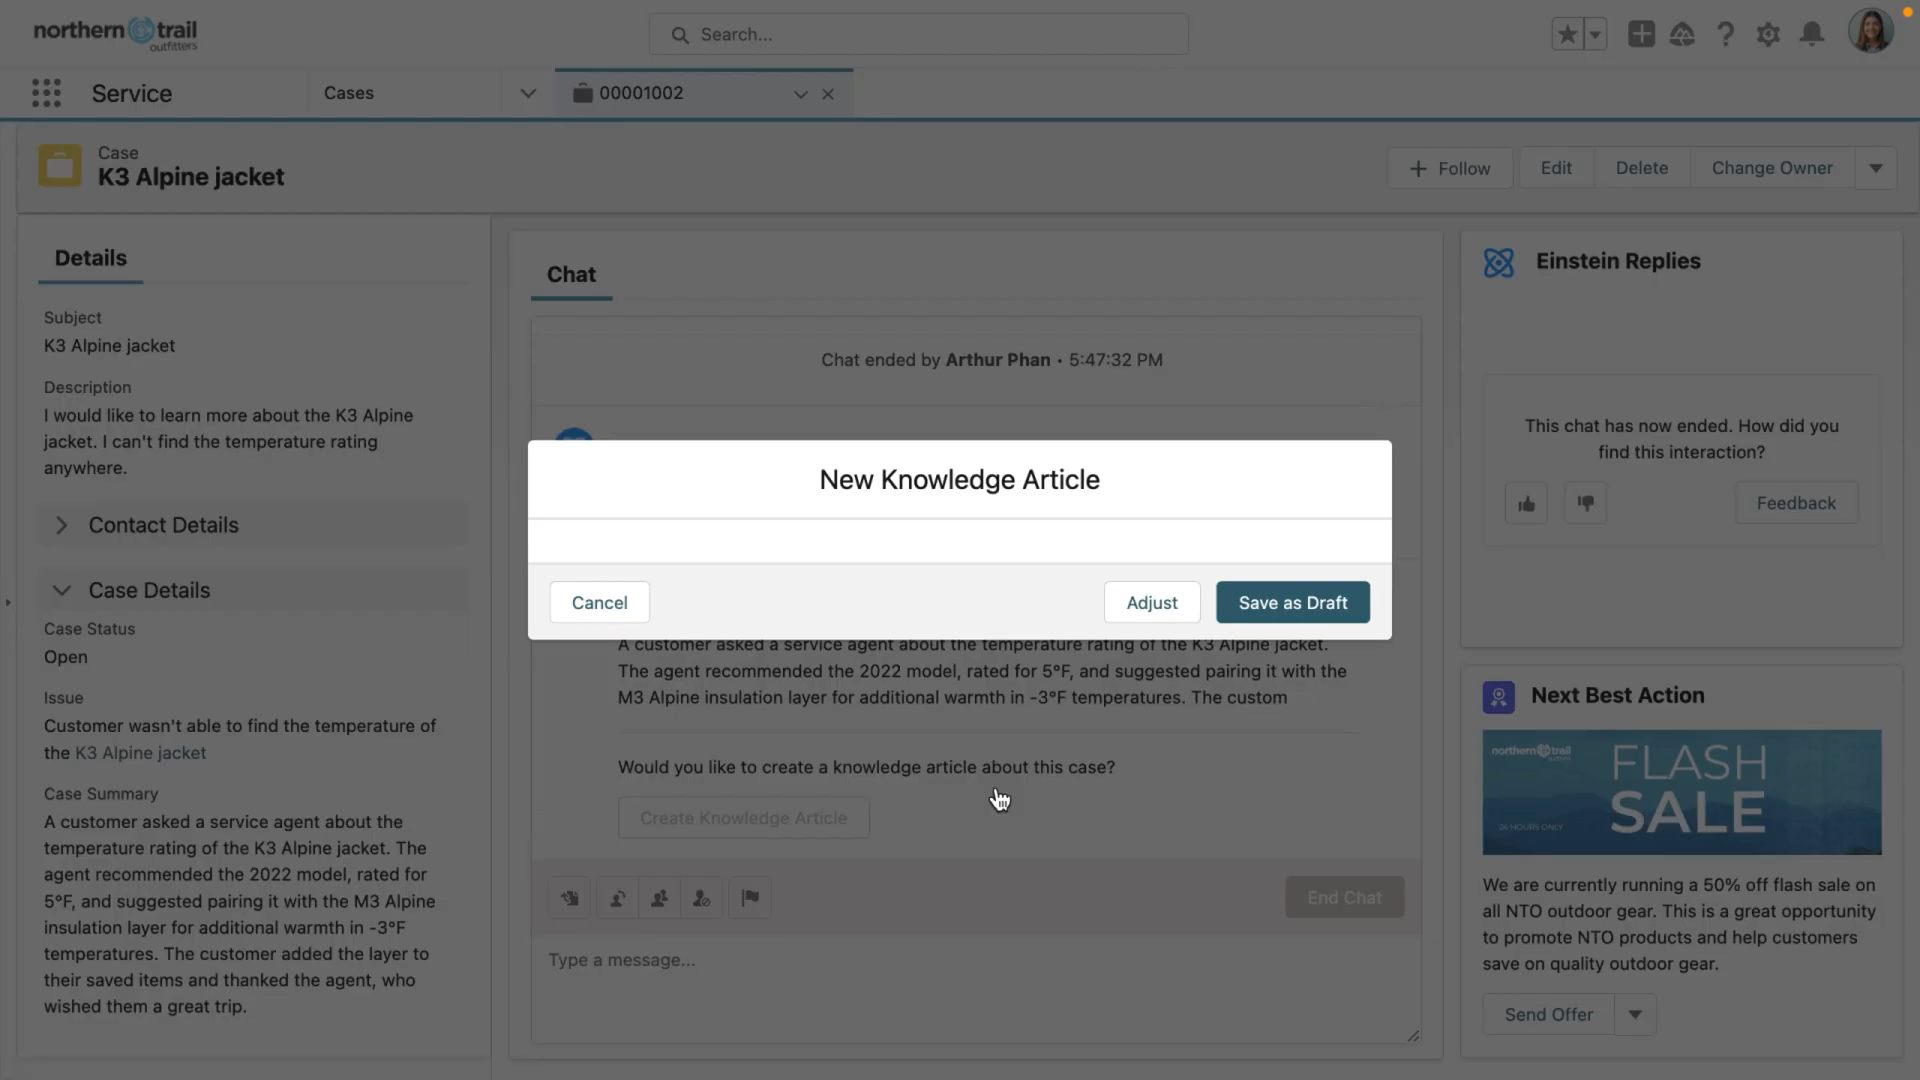 northern trail
outfitters
Search...
Service
Cases
00001002
Case
K3 Alpine jacket
Follow
Edit
Delete
Change Owner
Details
Subject
K3 Alpine jacket
Description
I would like to learn more about the K3 Alpine
jacket. I can't find the temperature rating
anywhere.
Contact Details
Case Details
Case Status
Open
Issue
Customer wasn't able to find the temperature of
the K3 Alpine jacket
Case Summary
A customer asked a service agent about the
temperature rating of the K3 Alpine jacket. The
agent recommended the 2022 model, rated for
5°F, and suggested pairing it with the M3 Alpine
insulation layer for additional warmth in -3°F
temperatures. The customer added the layer to
their saved items and thanked the agent, who
wished them a great trip.
Chat
Chat ended by Arthur Phan • 5:47:32 PM
New Knowledge Article
Cancel
Adjust
Save as Draft
A customer asked a service agent about the temperature rating of the K3 Alpine jacket.
The agent recommended the 2022 model, rated for 5°F, and suggested pairing it with the
M3 Alpine insulation layer for additional warmth in -3°F temperatures. The custom
Would you like to create a knowledge article about this case?
Create Knowledge Article
End Chat
Type a message...
Einstein Replies
This chat has now ended. How did you
find this interaction?
Feedback
Next Best Action
northern trail
outfitters
FLASH
SALE
24 HOURS ONLY
We are currently running a 50% off flash sale on
all NTO outdoor gear. This is a great opportunity
to promote NTO products and help customers
save on quality outdoor gear.
Send Offer